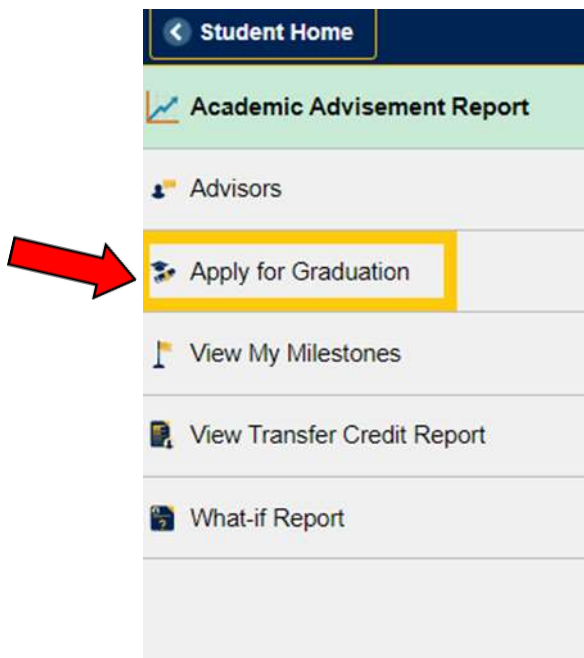 Student Home
Academic Advisement Report
Advisors
Apply for Graduation
View My Milestones
View Transfer Credit Report
What-if Report